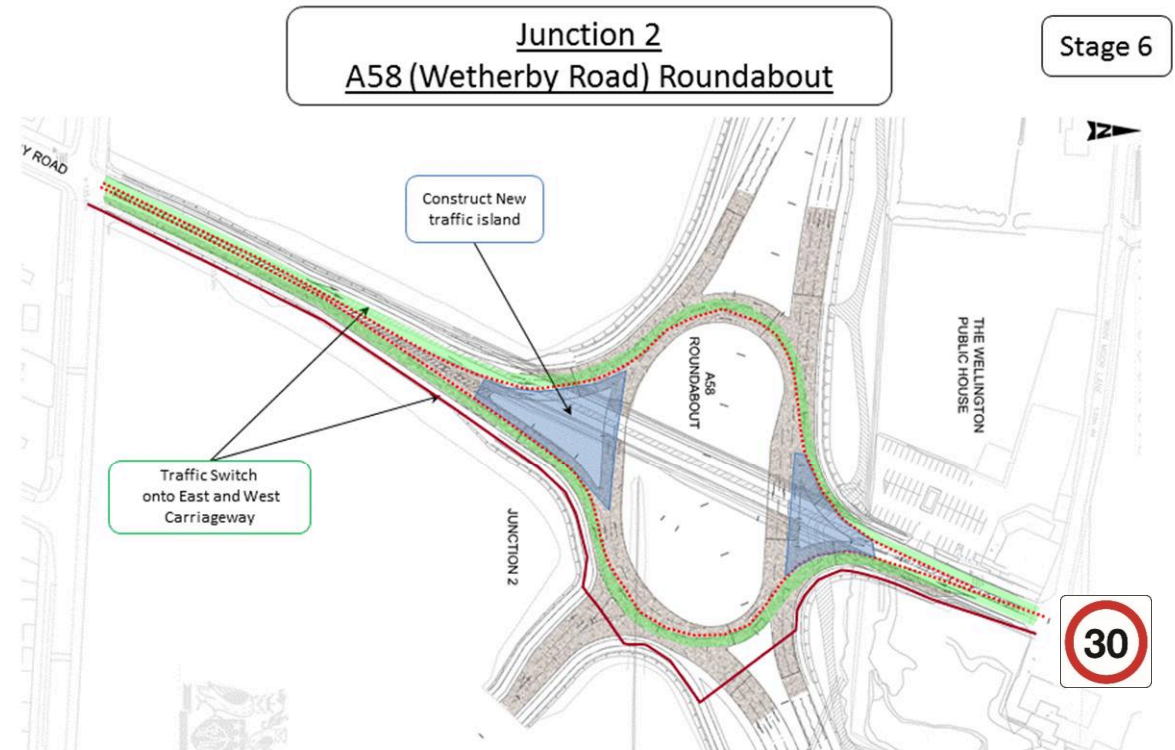 Junction 2
A58 (Wetherby Road) Roundabout
Stage 6
N
Y ROAD
Construct New
traffic island
A58
ROUNDABOUT
THE WELLINGTON
PUBLIC HOUSE
Traffic Switch
onto East and West
Carriageway
JUNCTION 2
30